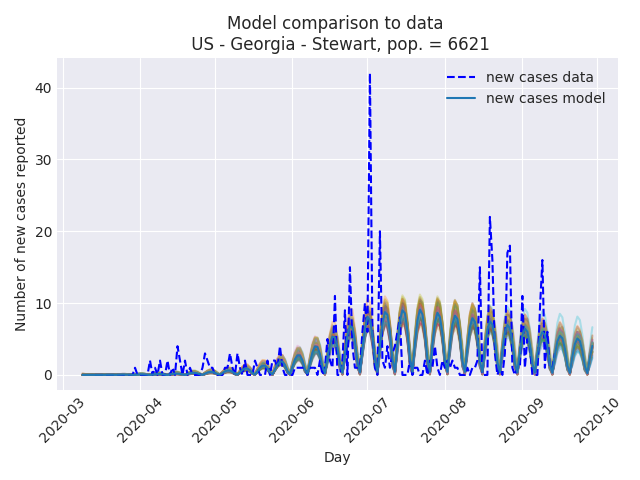 Model comparison to data
US - Georgia - Stewart, pop. = 6621
new cases data
new cases model
Number of new cases reported
40
30
20
10
0
2020-03
2020-04
2020-05
2020-06
2020-07
2020-08
2020-09
2020-10
Day